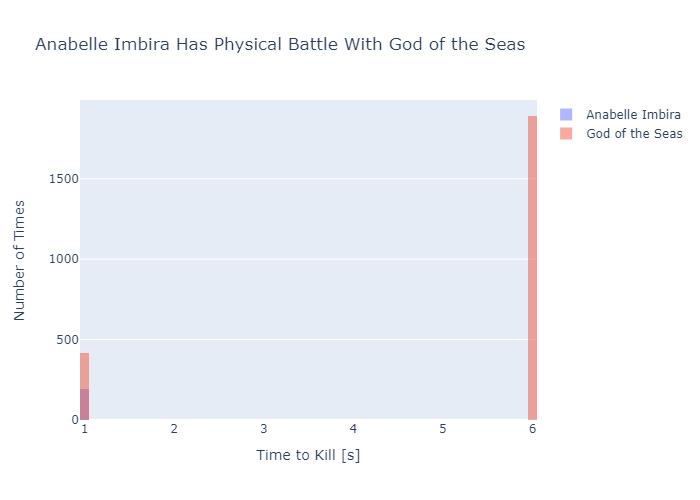 Anabelle Imbira Has Physical Battle With God of the Seas
Anabelle Imbira
God of the Seas
Number of Times
1500
1000
500
0
1 2 3 4 5 6
Time to Kill [s]